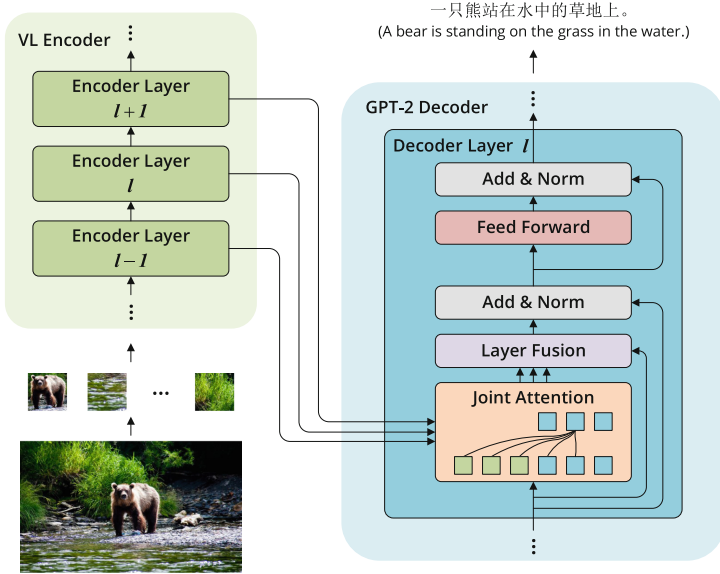 VL Encoder
Encoder Layer
l+1
Encoder Layer
l
Encoder Layer
l−1
一只熊站在水中的草地上。
(A bear is standing on the grass in the water.)
GPT-2 Decoder
Decoder Layer l
Add & Norm
Feed Forward
Add & Norm
Layer Fusion
Joint Attention